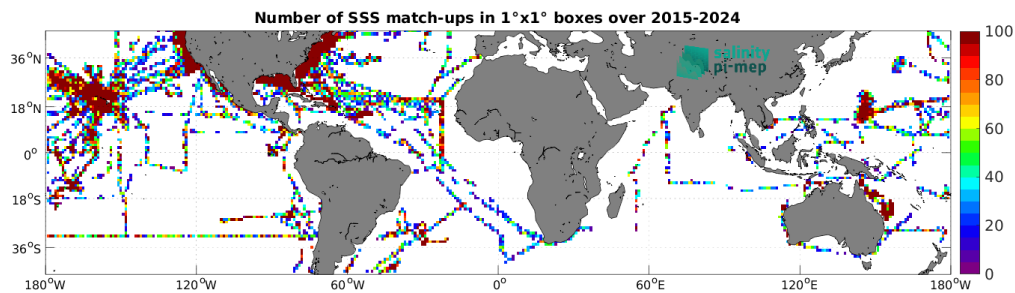 Number of SSS match-ups in 1°x1° boxes over 2015-2024
36°N
18°N
0°
18°S
36°S
180°W
120°W
60°W
0°
60°E
120°E
180°W
salinity
pi-mep
100
80
60
40
20
0